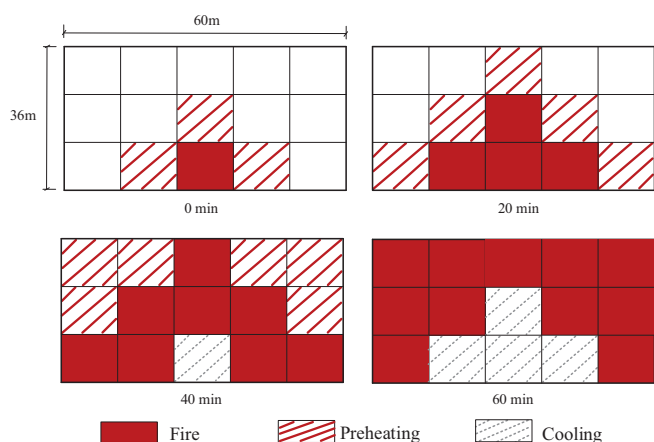 60m
36m
0 min
20 min
40 min
60 min
Fire
Preheating
Cooling